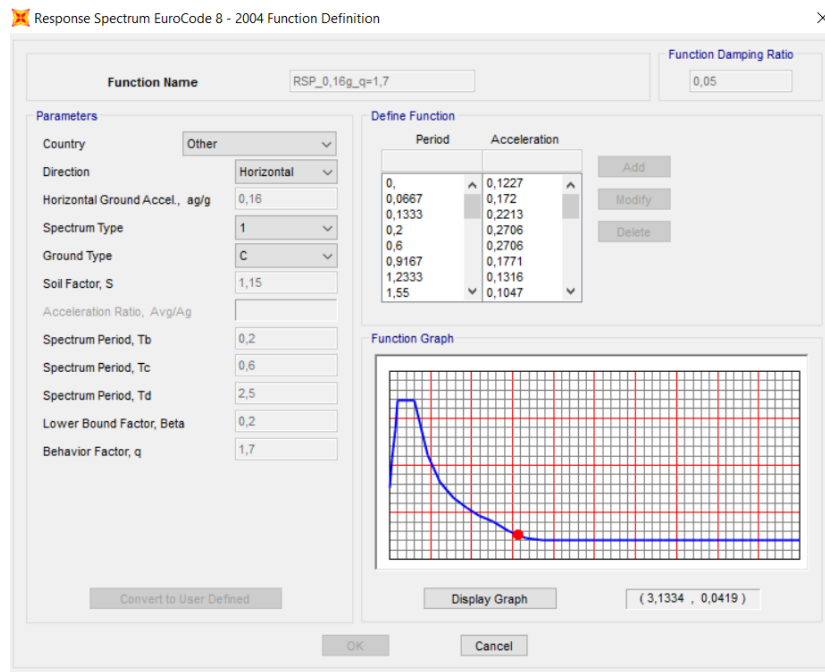 Response Spectrum EuroCode 8 - 2004 Function Definition
Function Name
RSP_0,16g_q=1,7
Function Damping Ratio
0,05
Parameters
Country Other
Direction Horizontal
Horizontal Ground Accel., ag/g 0,16
Spectrum Type 1
Ground Type C
Soil Factor, S 1,15
Acceleration Ratio, Avg/Ag
Spectrum Period, Tb 0,2
Spectrum Period, Tc 0,6
Spectrum Period, Td 2,5
Lower Bound Factor, Beta 0,2
Behavior Factor, q 1,7
Convert to User Defined
Define Function
Period Acceleration
0, 0,1227
0,0667 0,172
0,1333 0,2213
0,2 0,2706
0,6 0,2706
0,9167 0,1771
1,2333 0,1316
1,55 0,1047
Add
Modify
Delete
Function Graph
Display Graph
( 3,1334 , 0,0419 )
OK
Cancel